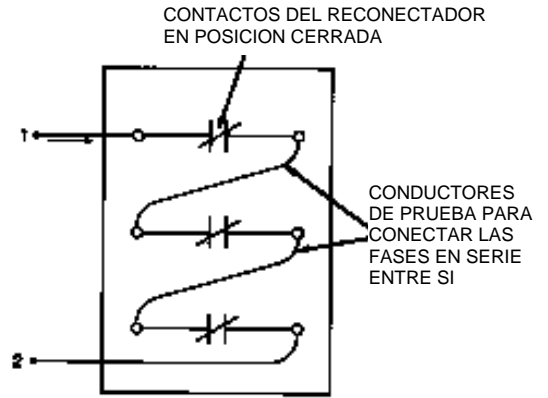 CONTACTOS DEL RECONECTADOR
EN POSICION CERRADA
1
CONDUCTORES
DE PRUEBA PARA
CONECTAR LAS
FASES EN SERIE
ENTRE SI
2